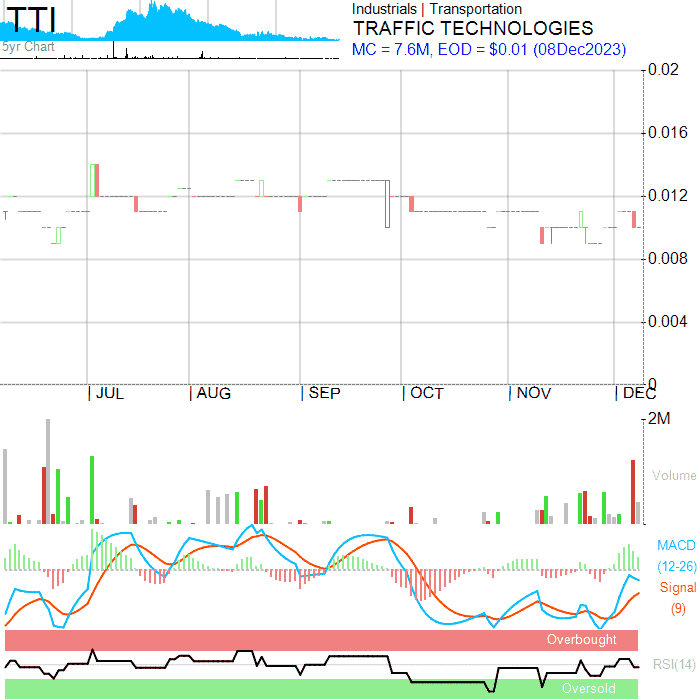 TTI
5yr Chart
Industrials | Transportation
TRAFFIC TECHNOLOGIES
MC = 7.6M, EOD = $0.01 (08Dec2023)
0.02
0.016
0.012
0.008
0.004
0
JUL
AUG
SEP
OCT
NOV
DEC
2M
Volume
MACD
(12-26)
Signal
(9)
Overbought
RSI(14)
Oversold